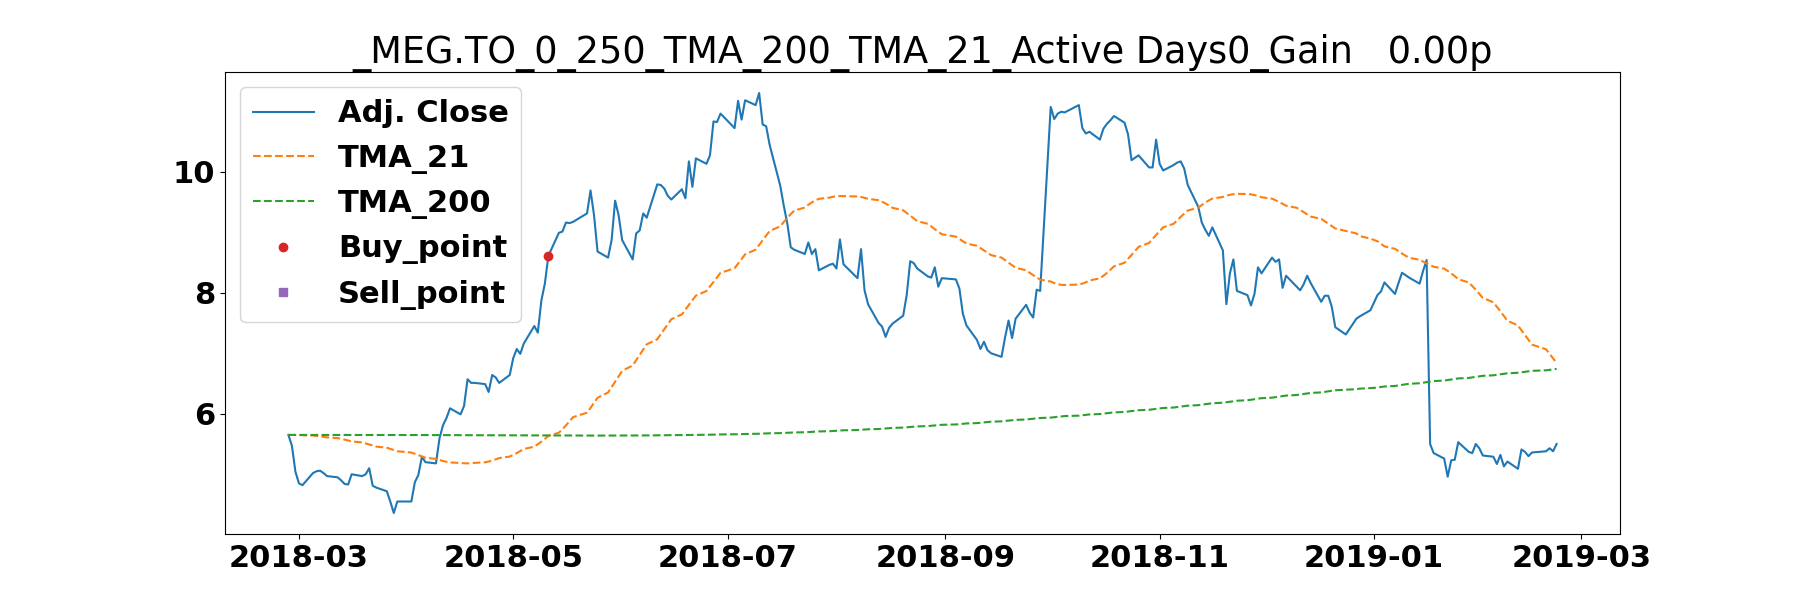 _MEG.TO_0_250_TMA_200_TMA_21_Active Days0_Gain   0.00p
Adj. Close
TMA_21
TMA_200
Buy_point
Sell_point
10
8
6
2018-03 2018-05 2018-07 2018-09 2018-11 2019-01 2019-03